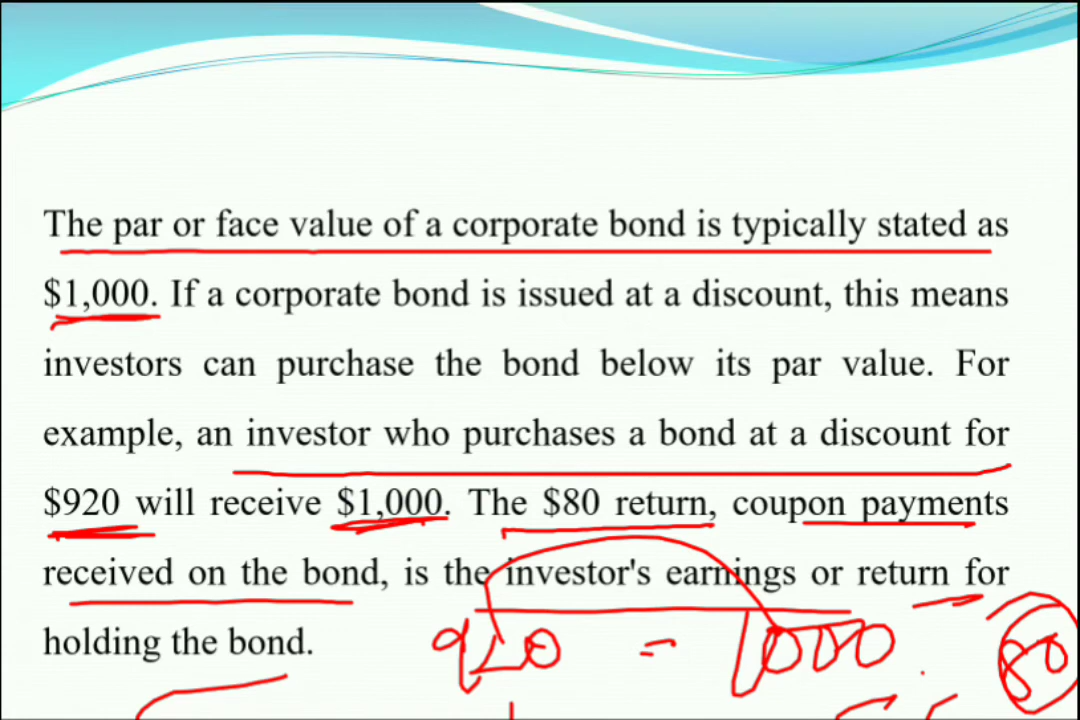 The par or face value of a corporate bond is typically stated as
$1,000. If a corporate bond is issued at a discount, this means
investors can purchase the bond below its par value. For
example, an investor who purchases a bond at a discount for
$920 will receive $1,000. The $80 return, coupon payments
received on the bond, is the investor's earnings or return for
holding the bond.
920 = 1000 80